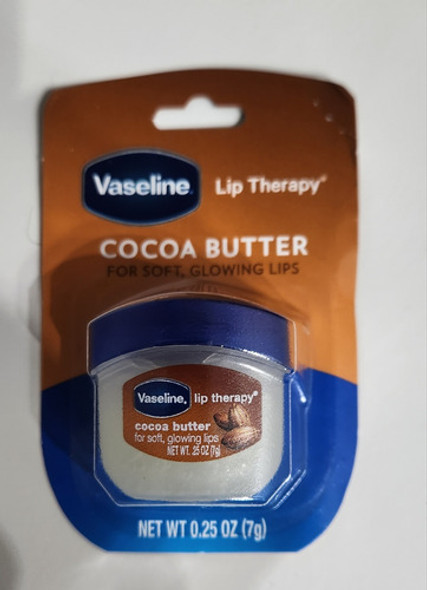 Vaseline. Lip Therapy®
COCOA BUTTER
FOR SOFT, GLOWING LIPS
Vaseline. lip therapy®
cocoa butter
for soft, glowing lips
NET WT. .25 OZ (7g)
NET WT 0.25 OZ (7g)